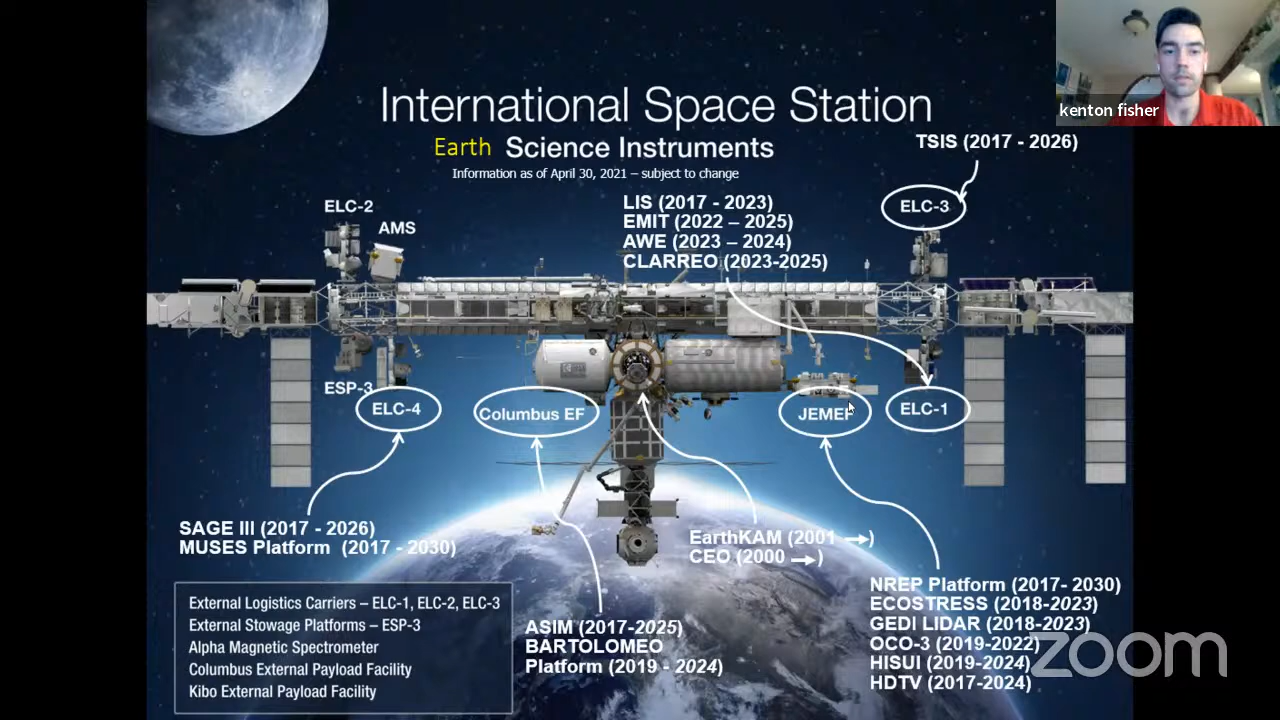 kenton fisher
International Space Station
Earth Science Instruments
Information as of April 30, 2021 – subject to change
TSIS (2017 - 2026)
ELC-2
AMS
LIS (2017 - 2023)
EMIT (2022 – 2025)
AWE (2023 – 2024)
CLARREO (2023-2025)
ELC-3
ESP-3
ELC-4
Columbus EF
JEMEF
ELC-1
SAGE III (2017 - 2026)
MUSES Platform (2017 - 2030)
EarthKAM (2001 →)
CEO (2000 →)
External Logistics Carriers – ELC-1, ELC-2, ELC-3
External Stowage Platforms – ESP-3
Alpha Magnetic Spectrometer
Columbus External Payload Facility
Kibo External Payload Facility
ASIM (2017-2025)
BARTOLOMEO
Platform (2019 - 2024)
NREP Platform (2017- 2030)
ECOSTRESS (2018-2023)
GEDI LIDAR (2018-2023)
OCO-3 (2019-2022)
HISUI (2019-2024)
HDTV (2017-2024)
zoom